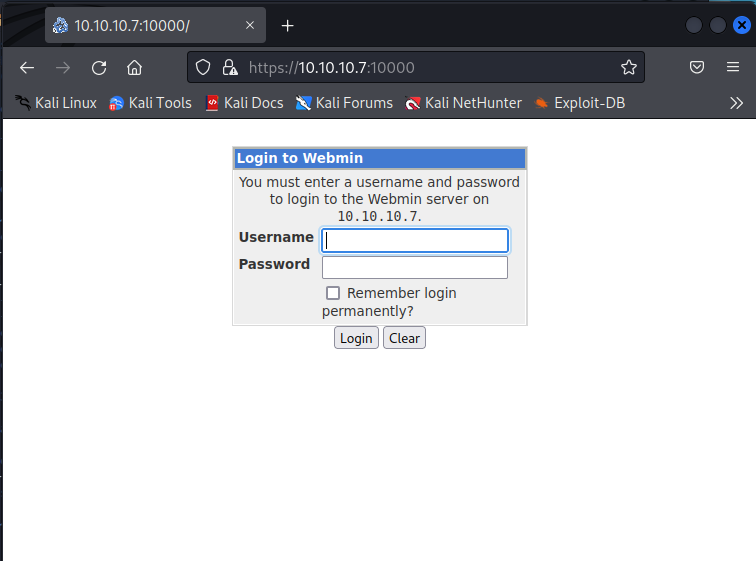 10.10.10.7:10000/
https://10.10.10.7:10000
Kali Linux Kali Tools Kali Docs Kali Forums Kali NetHunter Exploit-DB
Login to Webmin
You must enter a username and password
to login to the Webmin server on
10.10.10.7.
Username
Password
Remember login
permanently?
Login Clear